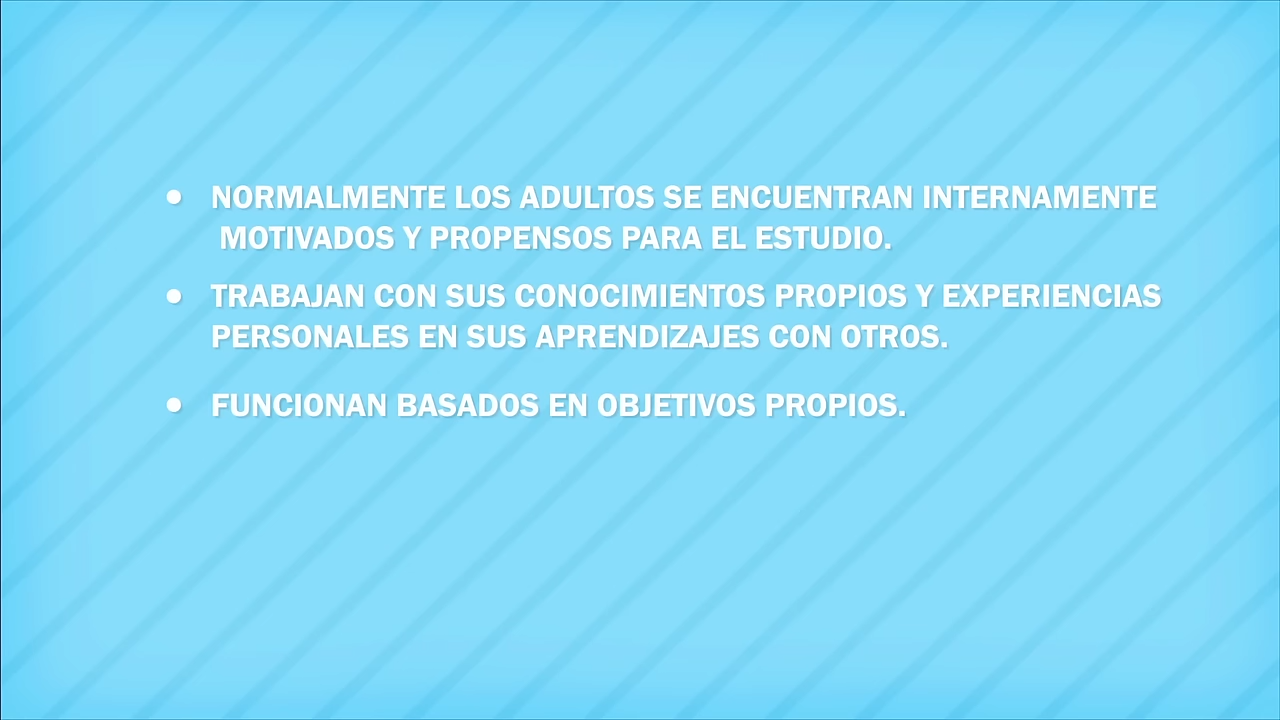 • NORMALMENTE LOS ADULTOS SE ENCUENTRAN INTERNAMENTE
MOTIVADOS Y PROPENSOS PARA EL ESTUDIO.
• TRABAJAN CON SUS CONOCIMIENTOS PROPIOS Y EXPERIENCIAS
PERSONALES EN SUS APRENDIZAJES CON OTROS.
• FUNCIONAN BASADOS EN OBJETIVOS PROPIOS.